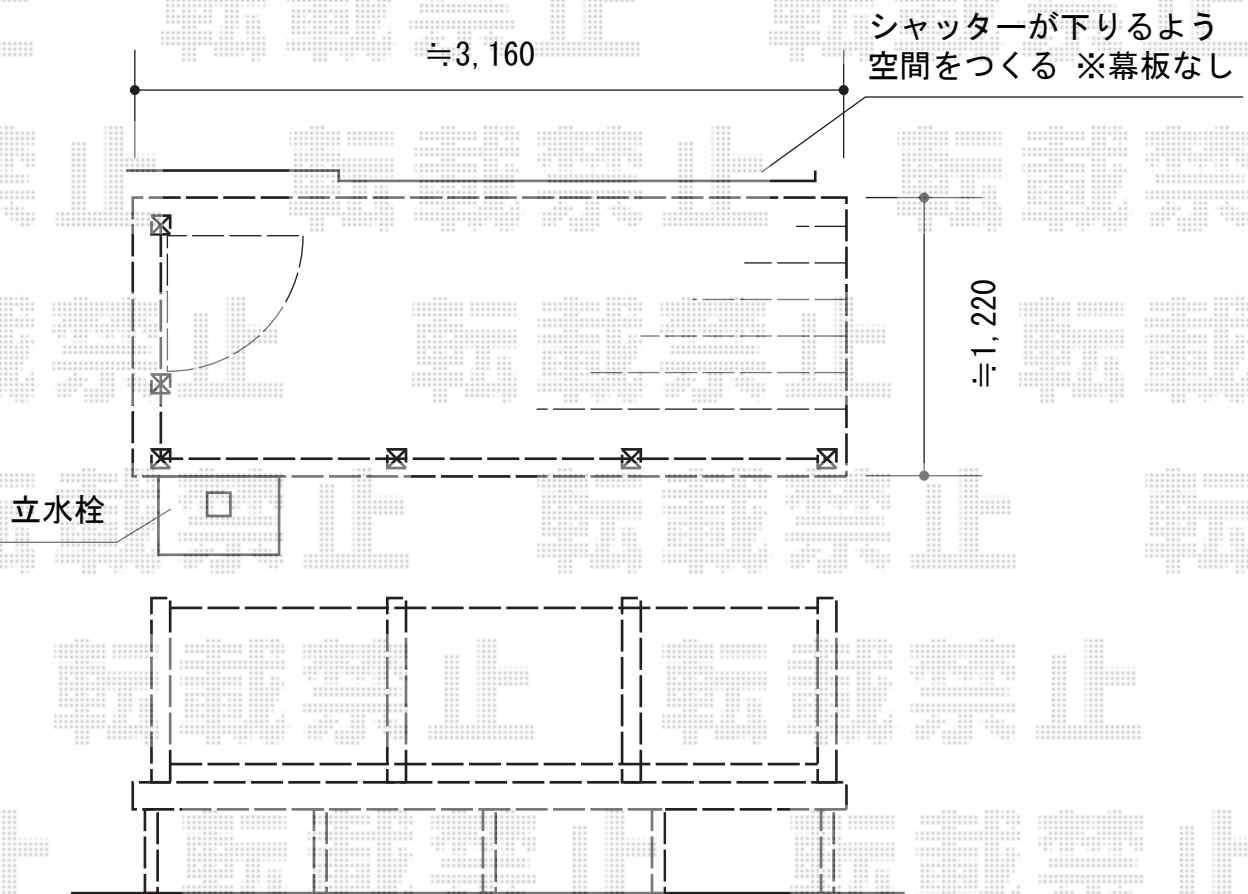 シャッターが下りるよう
空間をつくる ※幕板なし
≒3,160
≒1,220
立水栓
転載禁止